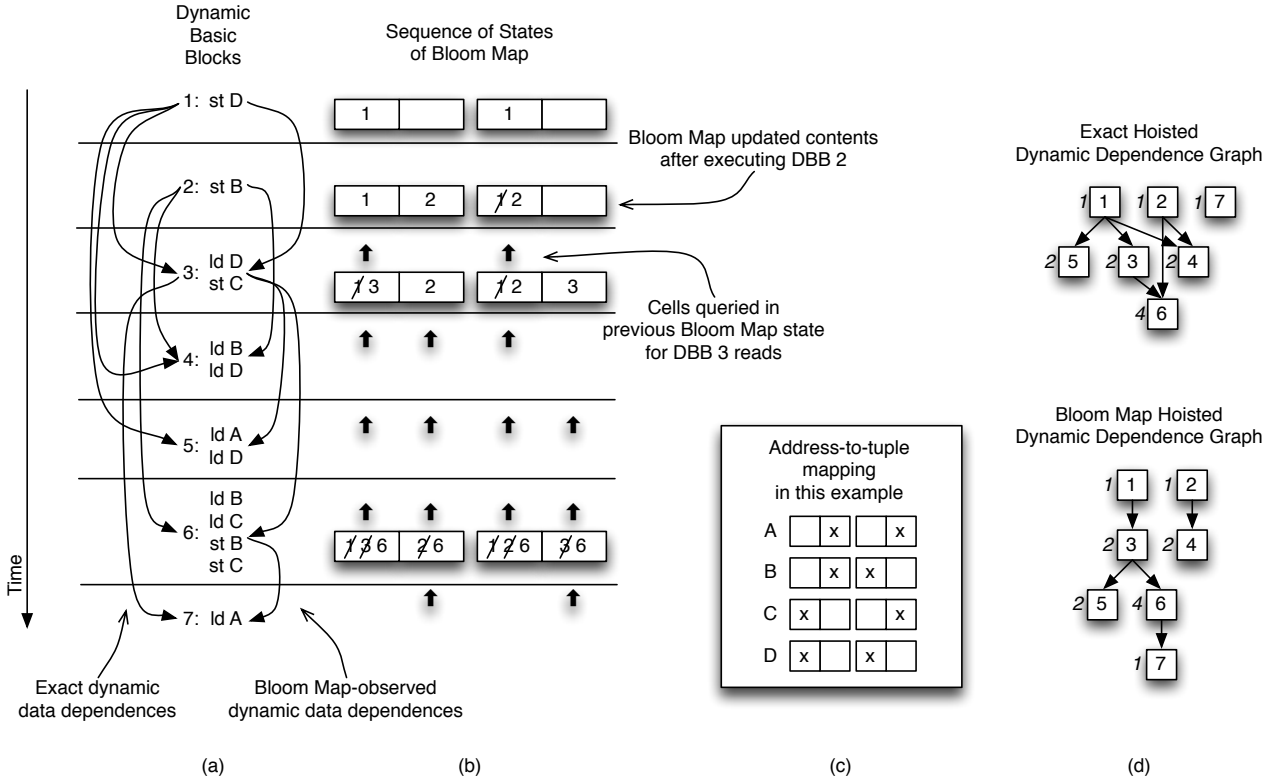 Dynamic
Basic
Blocks
Sequence of States
of Bloom Map
Time
1: st D
1 1
Bloom Map updated contents
after executing DBB 2
2: st B
1 2 1 2
3: ld D
st C
1 3 2 1 2 3
Cells queried in
previous Bloom Map state
for DBB 3 reads
4: ld B
ld D
5: ld A
ld D
6: ld B
ld C
st B
st C
1 3 6 2 6 1 2 6 3 6
7: ld A
Exact dynamic
data dependences
Bloom Map-observed
dynamic data dependences
(a)
(b)
Address-to-tuple
mapping
in this example
A x x
B x x
C x x
D x x
(c)
Exact Hoisted
Dynamic Dependence Graph
1 1 1 2 1 7
2 5 2 3 2 4
4 6
Bloom Map Hoisted
Dynamic Dependence Graph
1 1 1 2
2 3 2 4
2 5 4 6
1 7
(d)